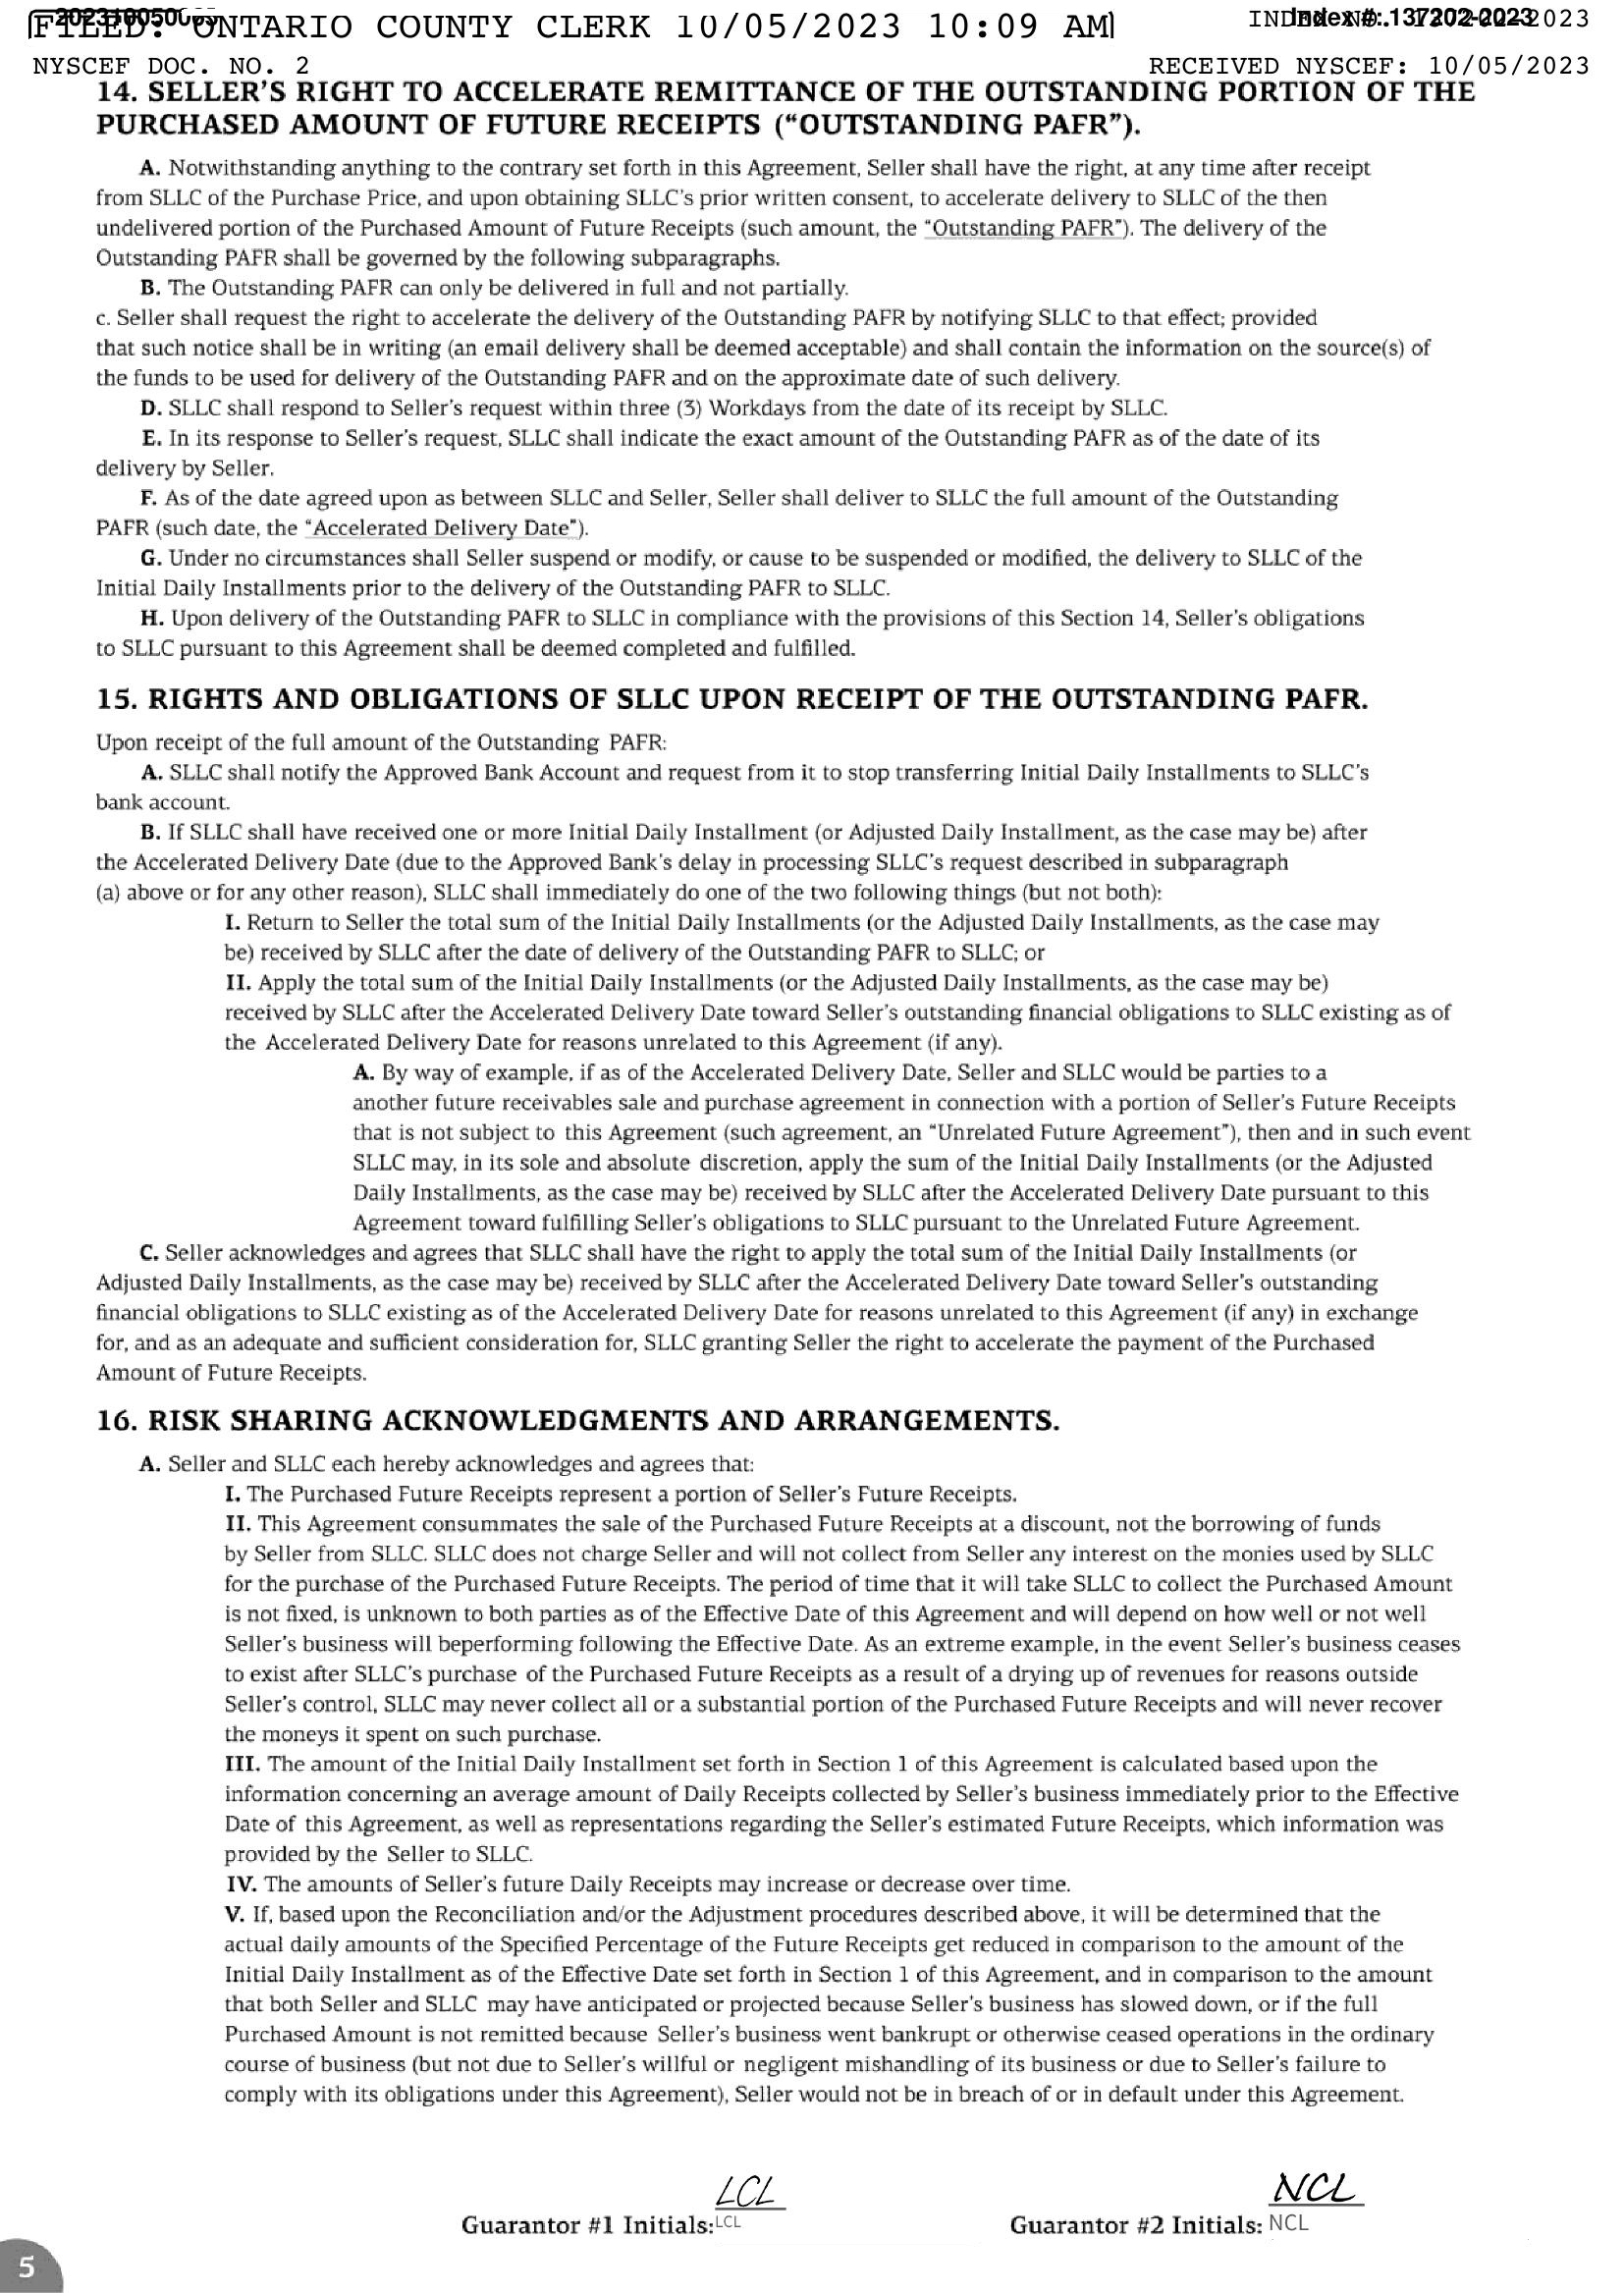 FILED: ONTARIO COUNTY CLERK 10/05/2023 10:09 AM
Index #: 137202-2023
NYSCEF DOC. NO. 2
RECEIVED NYSCEF: 10/05/2023
14. SELLER’S RIGHT TO ACCELERATE REMITTANCE OF THE OUTSTANDING PORTION OF THE
PURCHASED AMOUNT OF FUTURE RECEIPTS (“OUTSTANDING PAFR”).
A. Notwithstanding anything to the contrary set forth in this Agreement, Seller shall have the right, at any time after receipt
from SLLC of the Purchase Price, and upon obtaining SLLC's prior written consent, to accelerate delivery to SLLC of the then
undelivered portion of the Purchased Amount of Future Receipts (such amount, the “Outstanding PAFR”). The delivery of the
Outstanding PAFR shall be governed by the following subparagraphs.
B. The Outstanding PAFR can only be delivered in full and not partially.
c. Seller shall request the right to accelerate the delivery of the Outstanding PAFR by notifying SLLC to that effect; provided
that such notice shall be in writing (an email delivery shall be deemed acceptable) and shall contain the information on the source(s) of
the funds to be used for delivery of the Outstanding PAFR and on the approximate date of such delivery.
D. SLLC shall respond to Seller's request within three (3) Workdays from the date of its receipt by SLLC.
E. In its response to Seller's request, SLLC shall indicate the exact amount of the Outstanding PAFR as of the date of its
delivery by Seller.
F. As of the date agreed upon as between SLLC and Seller, Seller shall deliver to SLLC the full amount of the Outstanding
PAFR (such date, the “Accelerated Delivery Date”).
G. Under no circumstances shall Seller suspend or modify, or cause to be suspended or modified, the delivery to SLLC of the
Initial Daily Installments prior to the delivery of the Outstanding PAFR to SLLC.
H. Upon delivery of the Outstanding PAFR to SLLC in compliance with the provisions of this Section 14, Seller's obligations
to SLLC pursuant to this Agreement shall be deemed completed and fulfilled.
15. RIGHTS AND OBLIGATIONS OF SLLC UPON RECEIPT OF THE OUTSTANDING PAFR.
Upon receipt of the full amount of the Outstanding PAFR:
A. SLLC shall notify the Approved Bank Account and request from it to stop transferring Initial Daily Installments to SLLC's
bank account.
B. If SLLC shall have received one or more Initial Daily Installment (or Adjusted Daily Installment, as the case may be) after
the Accelerated Delivery Date (due to the Approved Bank's delay in processing SLLC's request described in subparagraph
(a) above or for any other reason), SLLC shall immediately do one of the two following things (but not both):
I. Return to Seller the total sum of the Initial Daily Installments (or the Adjusted Daily Installments, as the case may
be) received by SLLC after the date of delivery of the Outstanding PAFR to SLLC; or
II. Apply the total sum of the Initial Daily Installments (or the Adjusted Daily Installments, as the case may be)
received by SLLC after the Accelerated Delivery Date toward Seller's outstanding financial obligations to SLLC existing as of
the Accelerated Delivery Date for reasons unrelated to this Agreement (if any).
A. By way of example, if as of the Accelerated Delivery Date, Seller and SLLC would be parties to a
another future receivables sale and purchase agreement in connection with a portion of Seller's Future Receipts
that is not subject to this Agreement (such agreement, an “Unrelated Future Agreement”), then and in such event
SLLC may, in its sole and absolute discretion, apply the sum of the Initial Daily Installments (or the Adjusted
Daily Installments, as the case may be) received by SLLC after the Accelerated Delivery Date pursuant to this
Agreement toward fulfilling Seller's obligations to SLLC pursuant to the Unrelated Future Agreement.
C. Seller acknowledges and agrees that SLLC shall have the right to apply the total sum of the Initial Daily Installments (or
Adjusted Daily Installments, as the case may be) received by SLLC after the Accelerated Delivery Date toward Seller's outstanding
financial obligations to SLLC existing as of the Accelerated Delivery Date for reasons unrelated to this Agreement (if any) in exchange
for, and as an adequate and sufficient consideration for, SLLC granting Seller the right to accelerate the payment of the Purchased
Amount of Future Receipts.
16. RISK SHARING ACKNOWLEDGMENTS AND ARRANGEMENTS.
A. Seller and SLLC each hereby acknowledges and agrees that:
I. The Purchased Future Receipts represent a portion of Seller's Future Receipts.
II. This Agreement consummates the sale of the Purchased Future Receipts at a discount, not the borrowing of funds
by Seller from SLLC. SLLC does not charge Seller and will not collect from Seller any interest on the monies used by SLLC
for the purchase of the Purchased Future Receipts. The period of time that it will take SLLC to collect the Purchased Amount
is not fixed, is unknown to both parties as of the Effective Date of this Agreement and will depend on how well or not well
Seller's business will beperforming following the Effective Date. As an extreme example, in the event Seller's business ceases
to exist after SLLC's purchase of the Purchased Future Receipts as a result of a drying up of revenues for reasons outside
Seller's control, SLLC may never collect all or a substantial portion of the Purchased Future Receipts and will never recover
the moneys it spent on such purchase.
III. The amount of the Initial Daily Installment set forth in Section 1 of this Agreement is calculated based upon the
information concerning an average amount of Daily Receipts collected by Seller's business immediately prior to the Effective
Date of this Agreement, as well as representations regarding the Seller's estimated Future Receipts, which information was
provided by the Seller to SLLC.
IV. The amounts of Seller's future Daily Receipts may increase or decrease over time.
V. If, based upon the Reconciliation and/or the Adjustment procedures described above, it will be determined that the
actual daily amounts of the Specified Percentage of the Future Receipts get reduced in comparison to the amount of the
Initial Daily Installment as of the Effective Date set forth in Section 1 of this Agreement, and in comparison to the amount
that both Seller and SLLC may have anticipated or projected because Seller's business has slowed down, or if the full
Purchased Amount is not remitted because Seller's business went bankrupt or otherwise ceased operations in the ordinary
course of business (but not due to Seller's willful or negligent mishandling of its business or due to Seller's failure to
comply with its obligations under this Agreement), Seller would not be in breach of or in default under this Agreement.
LCL
NCL
Guarantor #1 Initials: LCL
Guarantor #2 Initials: NCL
5